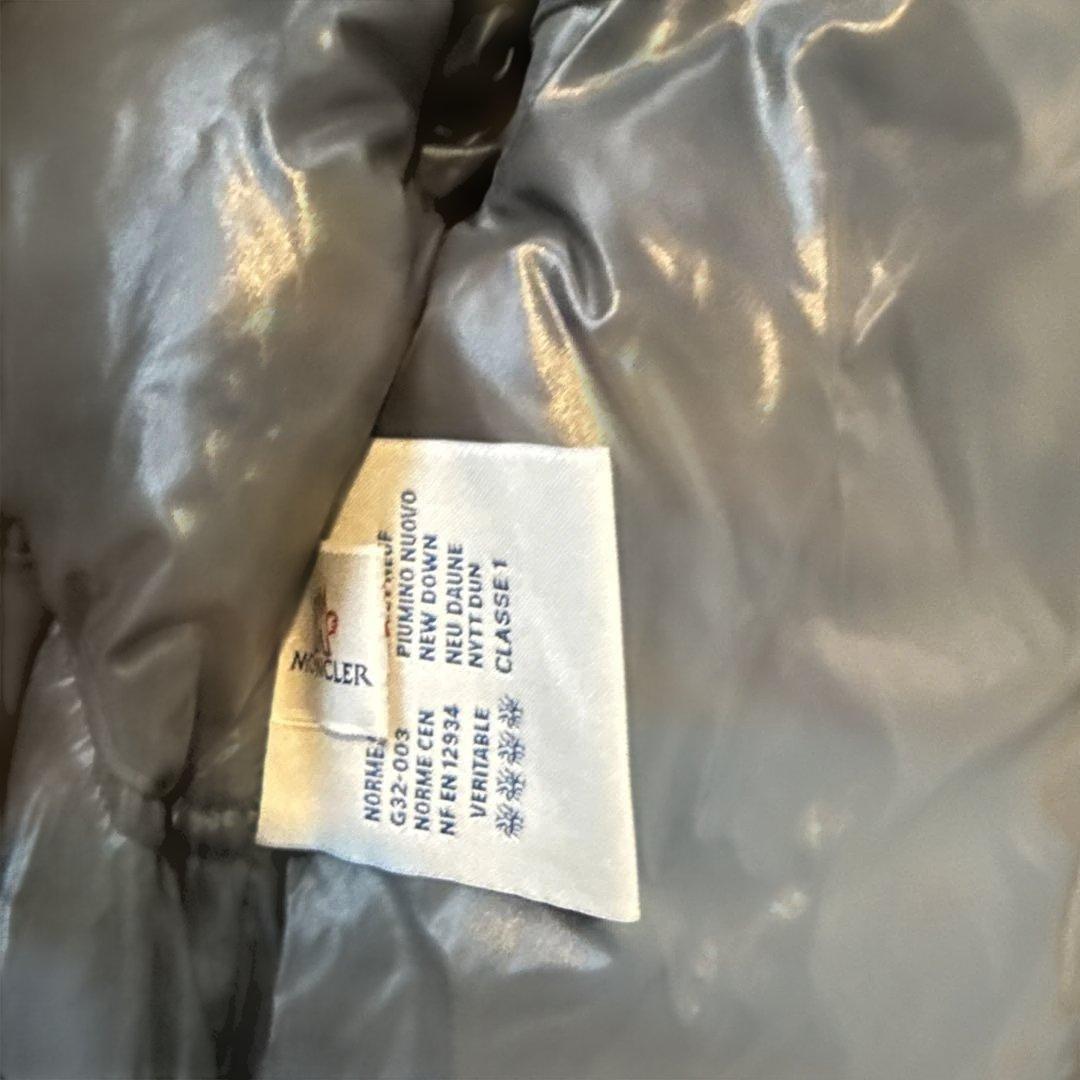 MONCLER
NORME
G32-003 PIUMINO NUOVO
NORME CEN NEW DOWN
NF EN 12934 NEU DAUNE
VERITABLE NYTT DUN
CLASSE 1